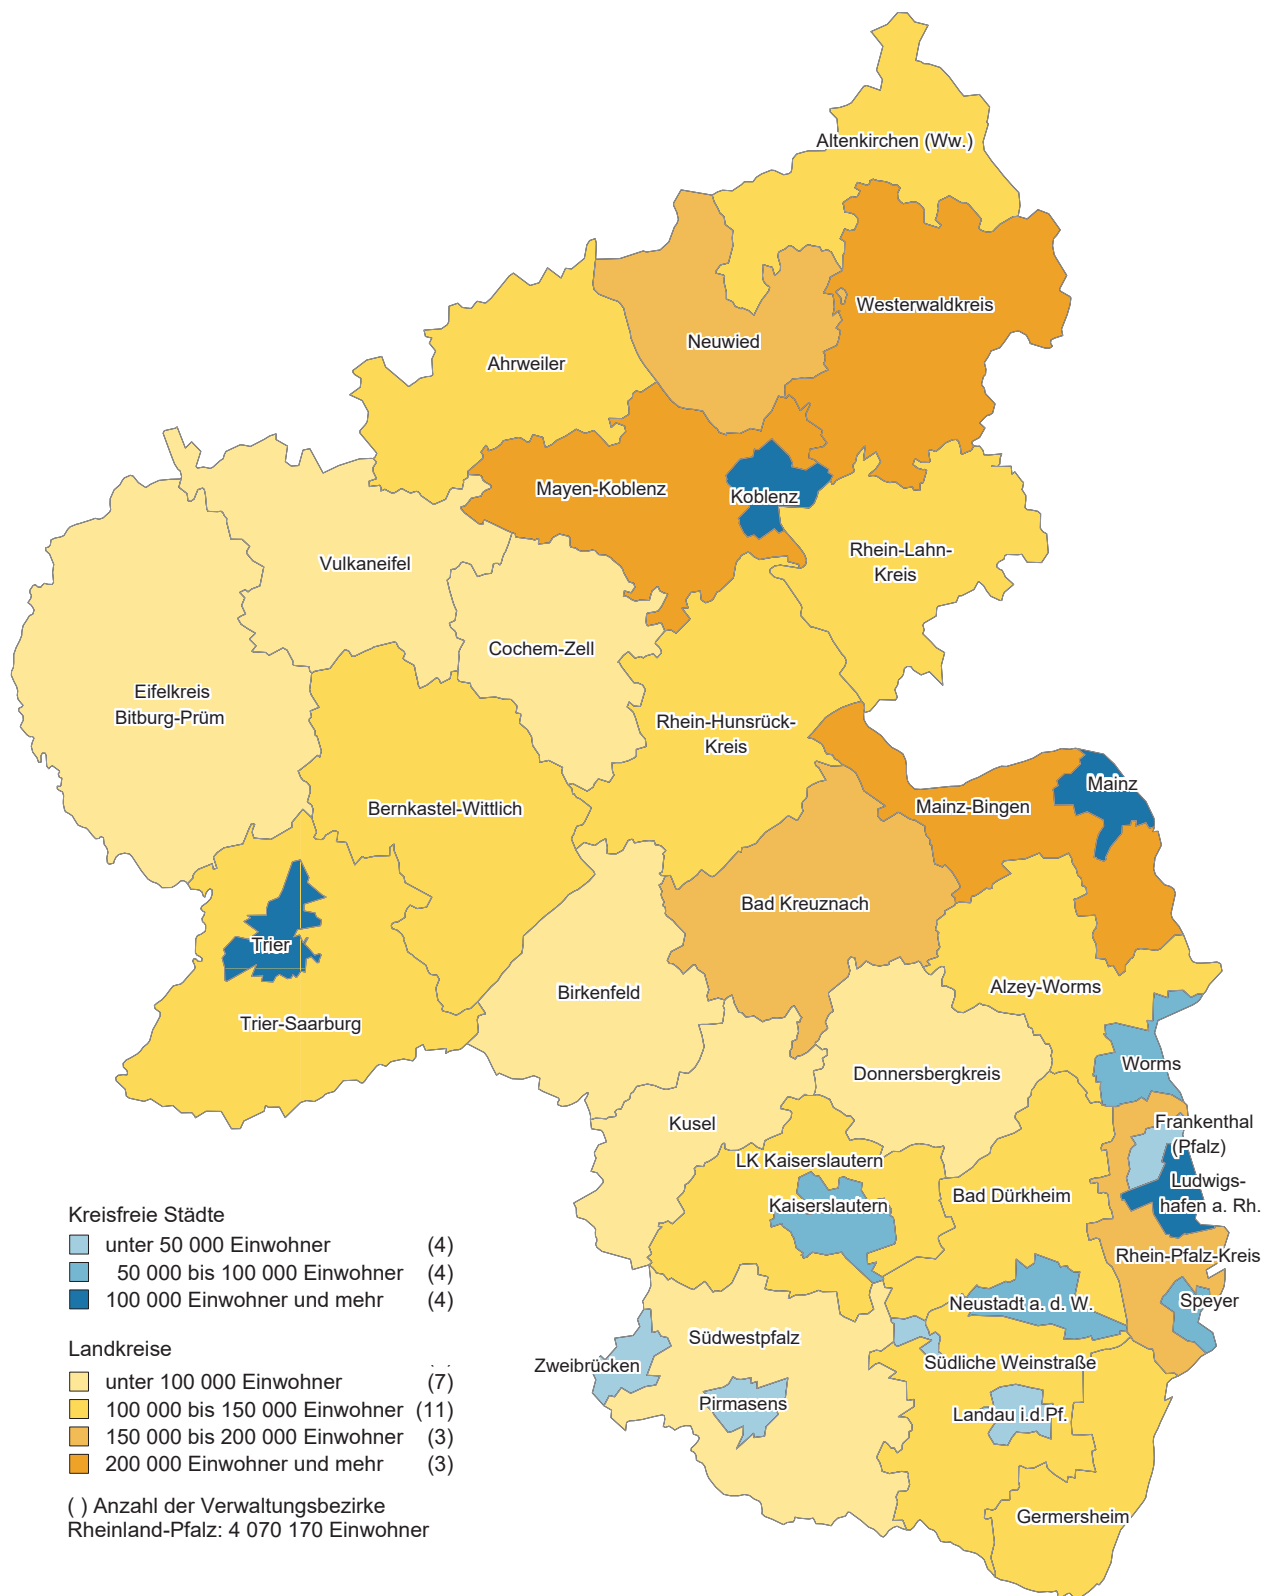 Altenkirchen (Ww.)
Westerwaldkreis
Neuwied
Ahrweiler
Mayen-Koblenz
Koblenz
Rhein-Lahn-
Kreis
Vulkaneifel
Cochem-Zell
Eifelkreis
Bitburg-Prüm
Rhein-Hunsrück-
Kreis
Mainz
Mainz-Bingen
Bernkastel-Wittlich
Bad Kreuznach
Trier
Alzey-Worms
Birkenfeld
Trier-Saarburg
Worms
Donnersbergkreis
Kusel
Frankenthal
(Pfalz)
LK Kaiserslautern
Ludwigs-
hafen a. Rh.
Bad Dürkheim
Kaiserslautern
Rhein-Pfalz-Kreis
Speyer
Neustadt a. d. W.
Südwestpfalz
Zweibrücken
Südliche Weinstraße
Pirmasens
Landau i.d.Pf.
Germersheim
Kreisfreie Städte
unter 50 000 Einwohner (4)
50 000 bis 100 000 Einwohner (4)
100 000 Einwohner und mehr (4)
Landkreise
unter 100 000 Einwohner (7)
100 000 bis 150 000 Einwohner (11)
150 000 bis 200 000 Einwohner (3)
200 000 Einwohner und mehr (3)
( ) Anzahl der Verwaltungsbezirke
Rheinland-Pfalz: 4 070 170 Einwohner